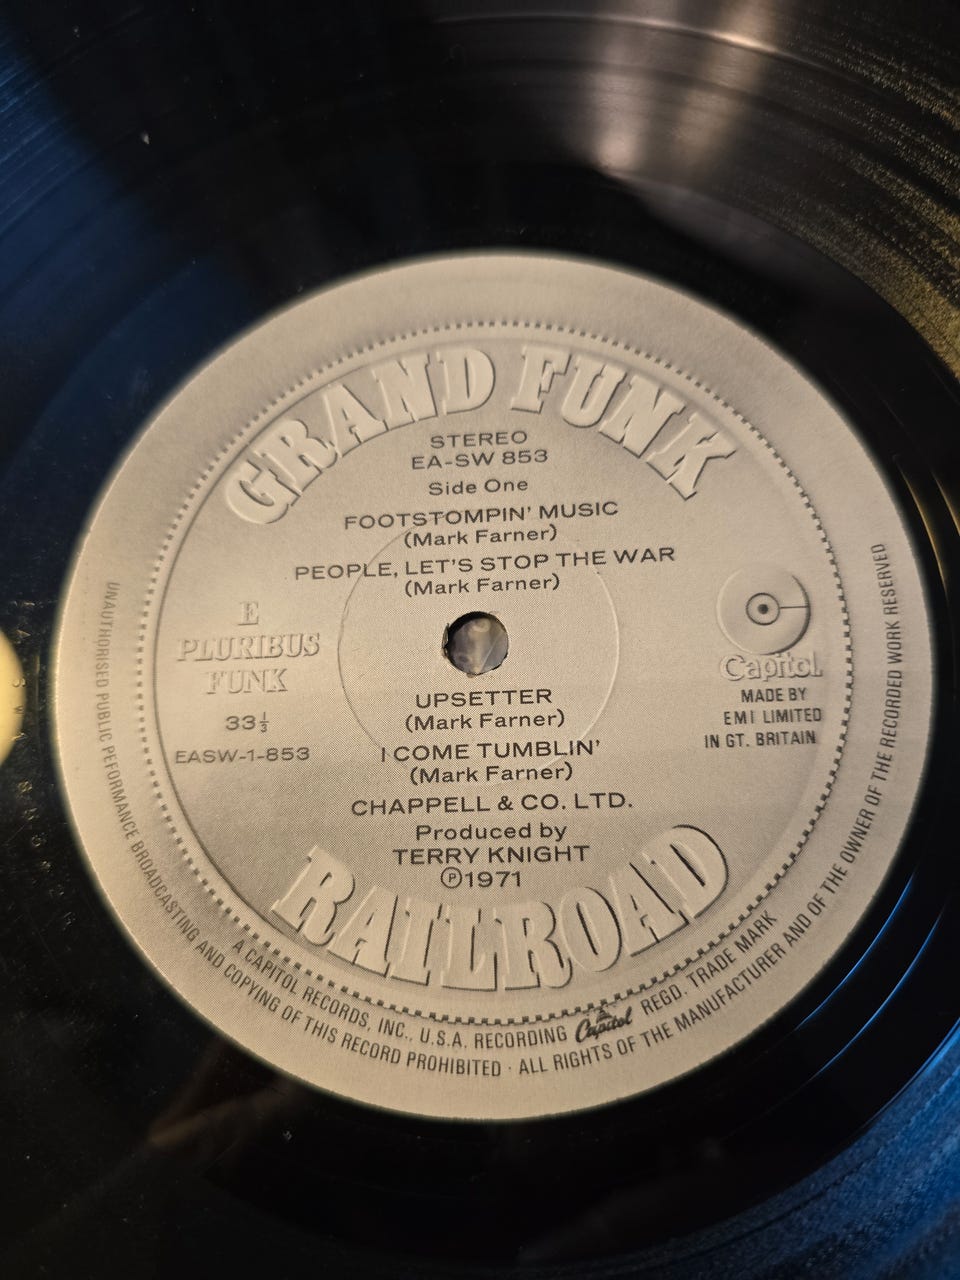 GRAND FUNK
STEREO
EA-SW 853
Side One
FOOTSTOMPIN' MUSIC
(Mark Farner)
PEOPLE, LET'S STOP THE WAR
(Mark Farner)
E
PLURIBUS
FUNK
33⅓
EASW-1-853
Capitol
MADE BY
EMI LIMITED
IN GT. BRITAIN
UPSETTER
(Mark Farner)
I COME TUMBLIN'
(Mark Farner)
CHAPPELL & CO. LTD.
Produced by
TERRY KNIGHT
℗1971
RAILROAD
A CAPITOL RECORDS, INC., U.S.A. RECORDING Capitol REGD. TRADE MARK
UNAUTHORISED PUBLIC PEFORMANCE BROADCASTING AND COPYING OF THIS RECORD PROHIBITED · ALL RIGHTS OF THE MANUFACTURER AND OF THE OWNER OF THE RECORDED WORK RESERVED